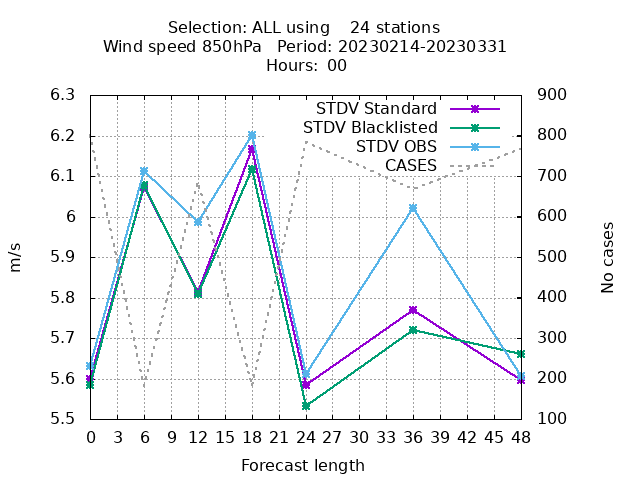 Selection: ALL using    24 stations
Wind speed 850hPa   Period: 20230214-20230331
Hours: 00
6.3
6.2
6.1
6
5.9
5.8
5.7
5.6
5.5
900
800
700
600
500
400
300
200
100
STDV Standard
STDV Blacklisted
STDV OBS
CASES
m/s
No cases
0 3 6 9 12 15 18 21 24 27 30 33 36 39 42 45 48
Forecast length